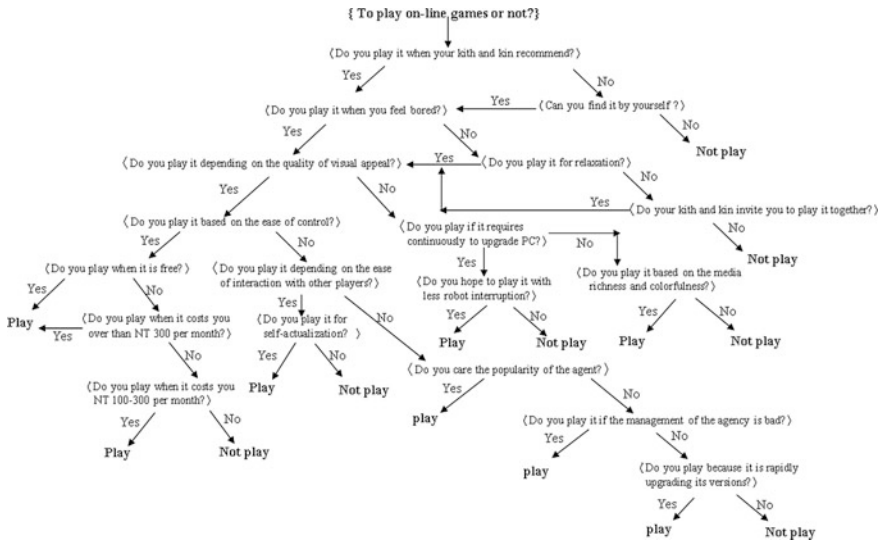 { To play on-line games or not?}
⟨Do you play it when your kith and kin recommend?⟩
Yes
No
⟨Do you play it when you feel bored?⟩
Yes
⟨Can you find it by yourself ?⟩
Yes
No
No
Not play
⟨Do you play it depending on the quality of visual appeal?⟩
Yes
⟨Do you play it for relaxation?⟩
Yes
No
No
Yes
⟨Do your kith and kin invite you to play it together?⟩
⟨Do you play it based on the ease of control?⟩
⟨Do you play if it requires
continuously to upgrade PC?⟩
Yes
No
No
No
Not play
⟨Do you play when it is free?⟩
⟨Do you play it depending on the ease
of interaction with other players?⟩
Yes
⟨Do you play it based on the media
richness and colorfulness?⟩
Yes
No
⟨Do you hope to play it with
less robot interruption?⟩
Yes
No
Yes
No
Play
Yes
⟨Do you play when it costs you
over than NT 300 per month?⟩
⟨Do you play it for
self-actualization? ⟩
No
Yes
No
Play
Not play
Play
Not play
No
Yes
No
⟨Do you care the popularity of the agent?⟩
⟨Do you play when it costs you
NT 100-300 per month?⟩
Play
Not play
Yes
No
Yes
No
play
⟨Do you play it if the management of the agency is bad?⟩
Play
Not play
Yes
No
play
⟨Do you play because it is rapidly
upgrading its versions?⟩
Yes
No
play
Not play